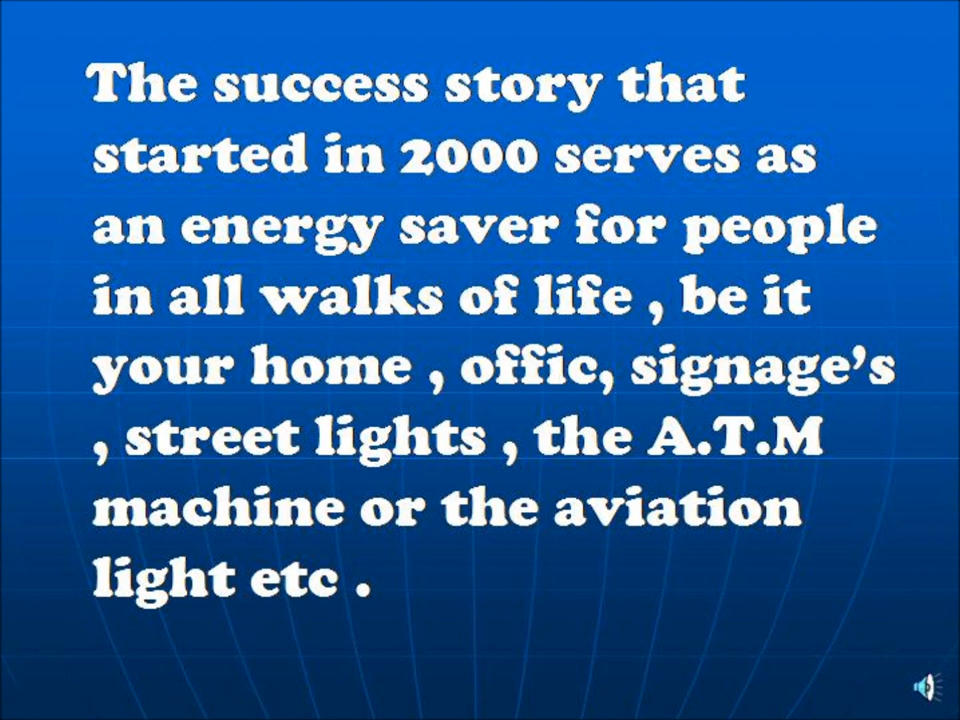 The success story that
started in 2000 serves as
an energy saver for people
in all walks of life , be it
your home , offic, signage’s
, street lights , the A.T.M
machine or the aviation
light etc .